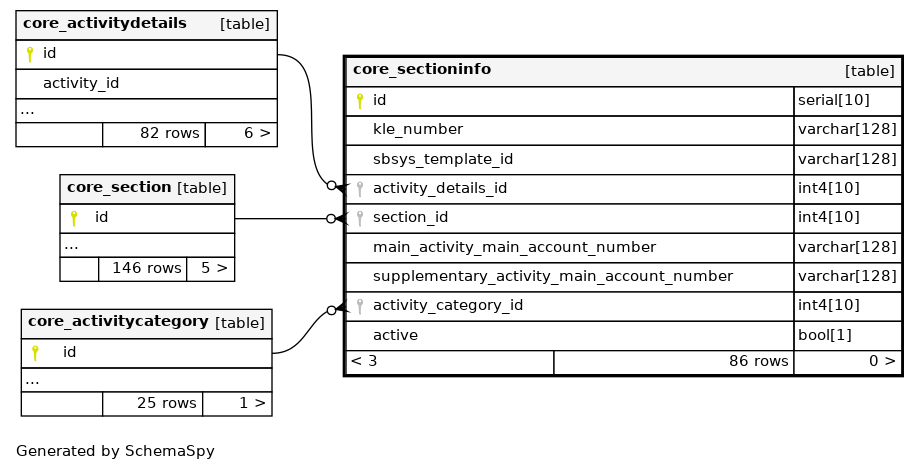 core_activitydetails [table]
id
activity_id
...
82 rows 6 >
core_section [table]
id
...
146 rows 5 >
core_activitycategory [table]
id
...
25 rows 1 >
core_sectioninfo [table]
id serial[10]
kle_number varchar[128]
sbsys_template_id varchar[128]
activity_details_id int4[10]
section_id int4[10]
main_activity_main_account_number varchar[128]
supplementary_activity_main_account_number varchar[128]
activity_category_id int4[10]
active bool[1]
< 3 86 rows 0 >
Generated by SchemaSpy